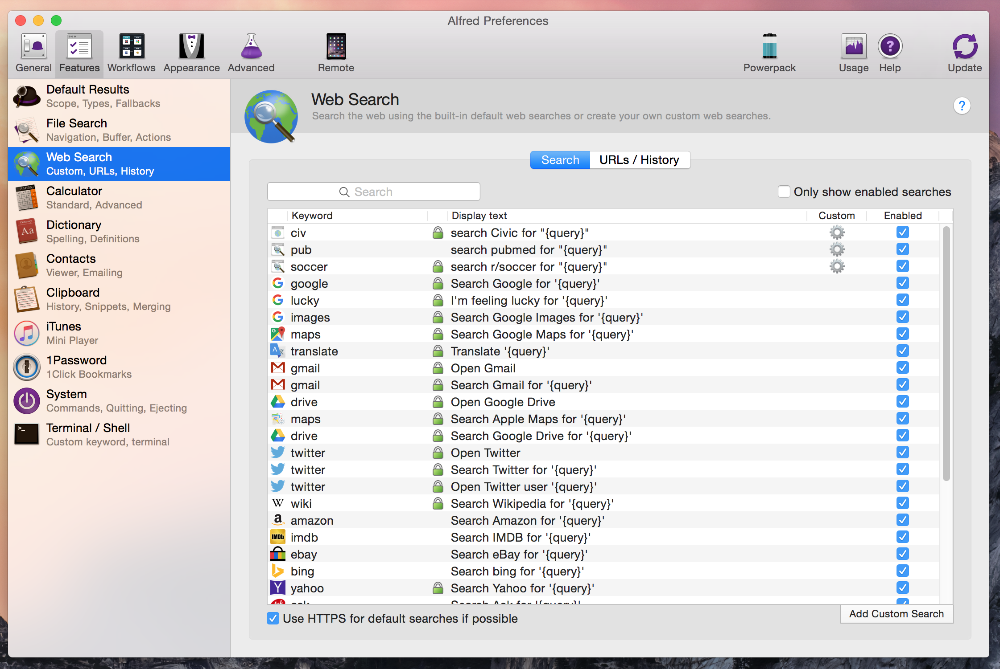 Alfred Preferences
General
Features
Workflows
Appearance
Advanced
Remote
Powerpack
Usage
Help
Update
Default Results
Scope, Types, Fallbacks
File Search
Navigation, Buffer, Actions
Web Search
Custom, URLs, History
Calculator
Standard, Advanced
Dictionary
Spelling, Definitions
Contacts
Viewer, Emailing
Clipboard
History, Snippets, Merging
iTunes
Mini Player
1Password
1Click Bookmarks
System
Commands, Quitting, Ejecting
Terminal / Shell
Custom keyword, terminal
Web Search
Search the web using the built-in default web searches or create your own custom web searches.
?
Search URLs / History
Search
Only show enabled searches
Keyword Display text Custom Enabled
civ search Civic for "{query}"
pub search pubmed for "{query}"
soccer search r/soccer for "{query}"
google Search Google for '{query}'
lucky I'm feeling lucky for '{query}'
images Search Google Images for '{query}'
maps Search Google Maps for '{query}'
translate Translate '{query}'
gmail Open Gmail
gmail Search Gmail for '{query}'
drive Open Google Drive
maps Search Apple Maps for '{query}'
drive Search Google Drive for '{query}'
twitter Open Twitter
twitter Search Twitter for '{query}'
twitter Open Twitter user '{query}'
wiki Search Wikipedia for '{query}'
amazon Search Amazon for '{query}'
imdb Search IMDB for '{query}'
ebay Search eBay for '{query}'
bing Search bing for '{query}'
yahoo Search Yahoo for '{query}'
ask Search Ask for '{query}'
Use HTTPS for default searches if possible
Add Custom Search